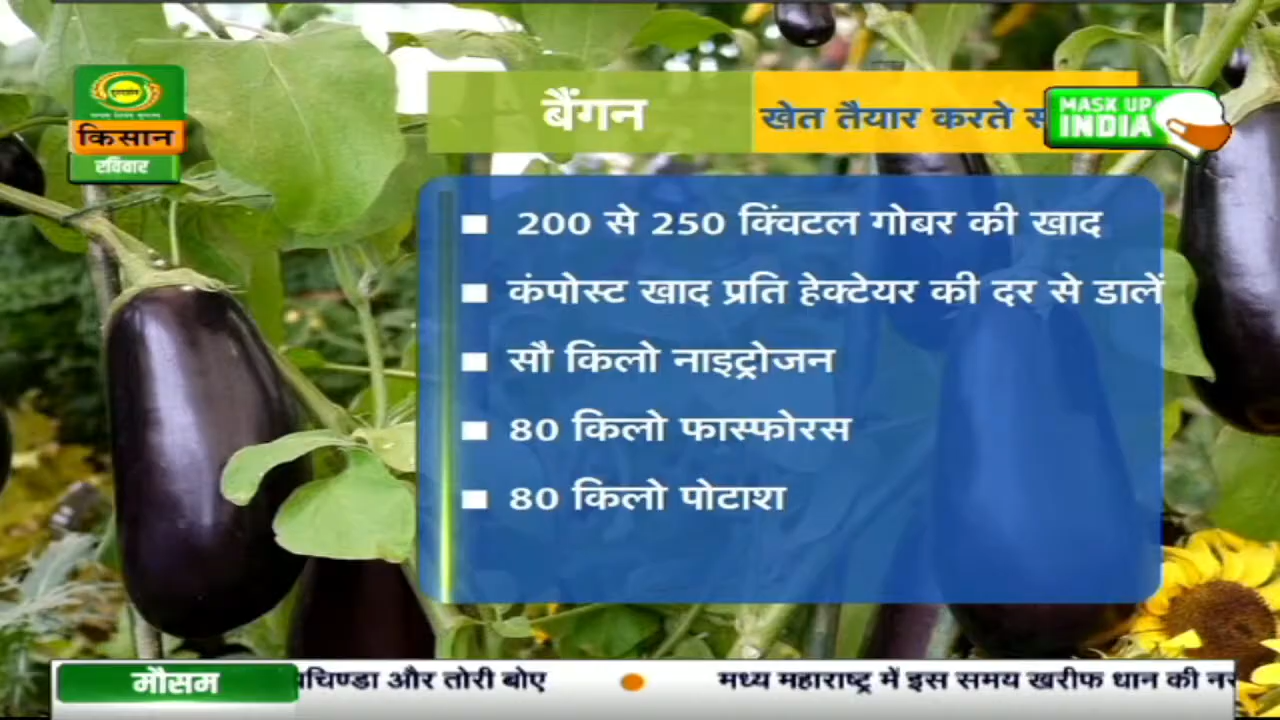 किसान
रविवार
बैंगन
खेत तैयार करते
MASK UP
INDIA
200 से 250 क्विंटल गोबर की खाद
कंपोस्ट खाद प्रति हेक्टेयर की दर से डालें
सौ किलो नाइट्रोजन
80 किलो फास्फोरस
80 किलो पोटाश
मौसम
और तोरी बोए
मध्य महाराष्ट्र में इस समय खरीफ धान की